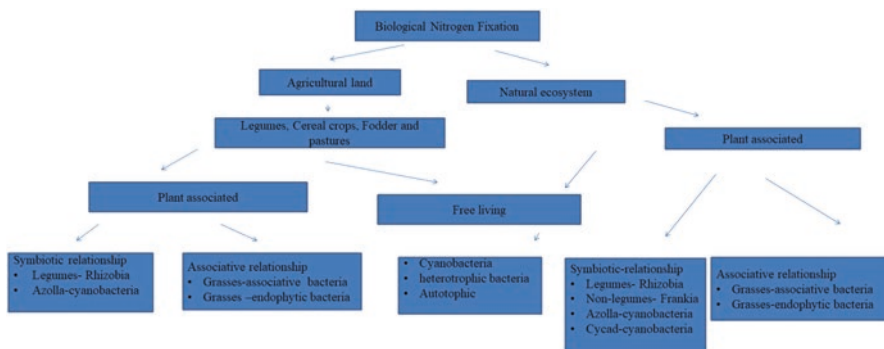 Biological Nitrogen Fixation
Agricultural land
Natural ecosystem
Legumes, Cereal crops, Fodder and
pastures
Plant associated
Plant associated
Free living
Symbiotic relationship
• Legumes- Rhizobia
• Azolla-cyanobacteria
Associative relationship
• Grasses-associative bacteria
• Grasses –endophytic bacteria
• Cyanobacteria
• heterotrophic bacteria
• Autotophic
Symbiotic-relationship
• Legumes- Rhizobia
• Non-legumes- Frankia
• Azolla-cyanobacteria
• Cycad-cyanobacteria
Associative relationship
• Grasses-associative bacteria
• Grasses-endophytic bacteria